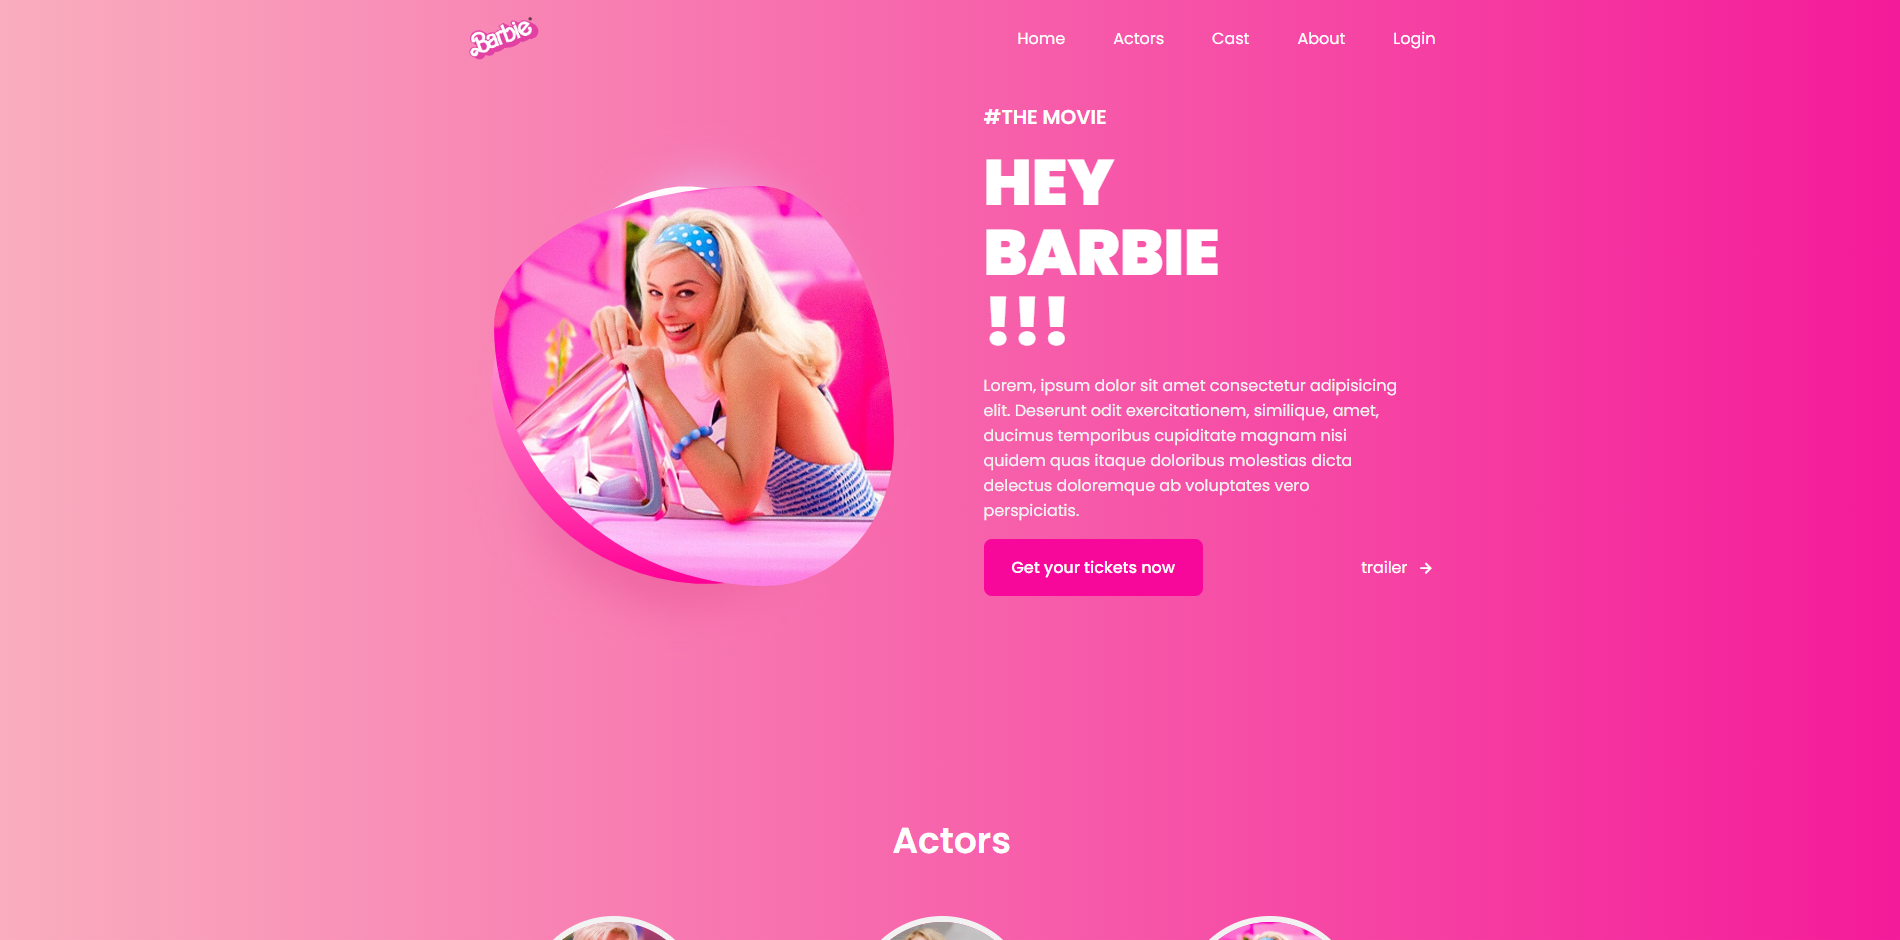 Barbie
Home
Actors
Cast
About
Login
#THE MOVIE
HEY
BARBIE
!!!
Lorem, ipsum dolor sit amet consectetur adipisicing
elit. Deserunt odit exercitationem, similique, amet,
ducimus temporibus cupiditate magnam nisi
quidem quas itaque doloribus molestias dicta
delectus doloremque ab voluptates vero
perspiciatis.
Get your tickets now
trailer →
Actors